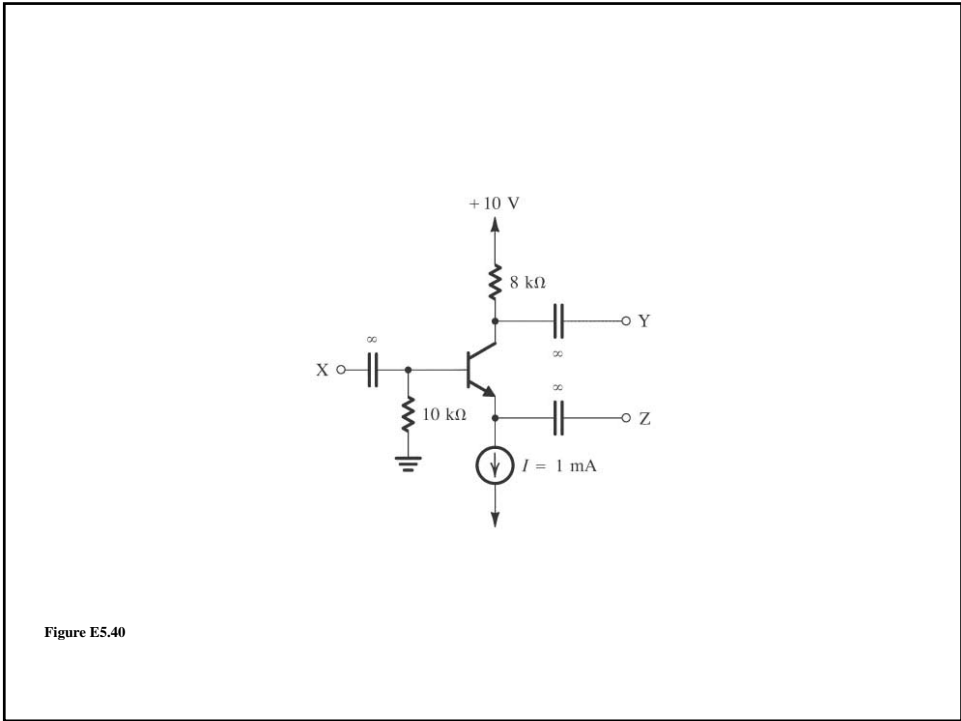 +10 V
8 kΩ
Y
∞
∞
X
∞
10 kΩ
Z
I = 1 mA
Figure E5.40